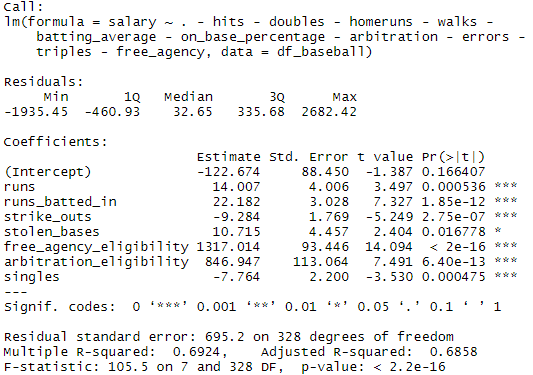 Call:
lm(formula = salary ~ . - hits - doubles - homeruns - walks -
    batting_average - on_base_percentage - arbitration - errors -
    triples - free_agency, data = df_baseball)
Residuals:
     Min       1Q   Median       3Q      Max
-1935.45  -460.93    32.65   335.68  2682.42
Coefficients:
                        Estimate Std. Error t value Pr(>|t|)
(Intercept)             -122.674     88.450  -1.387 0.166407
runs                      14.007      4.006   3.497 0.000536 ***
runs_batted_in            22.182      3.028   7.327 1.85e-12 ***
strike_outs               -9.284      1.769  -5.249 2.75e-07 ***
stolen_bases              10.715      4.457   2.404 0.016778 *
free_agency_eligibility 1317.014     93.446  14.094  < 2e-16 ***
arbitration_eligibility  846.947    113.064   7.491 6.40e-13 ***
singles                   -7.764      2.200  -3.530 0.000475 ***
---
Signif. codes:  0 ‘***’ 0.001 ‘**’ 0.01 ‘*’ 0.05 ‘.’ 0.1 ‘ ’ 1
Residual standard error: 695.2 on 328 degrees of freedom
Multiple R-squared:  0.6924,    Adjusted R-squared:  0.6858
F-statistic: 105.5 on 7 and 328 DF,  p-value: < 2.2e-16